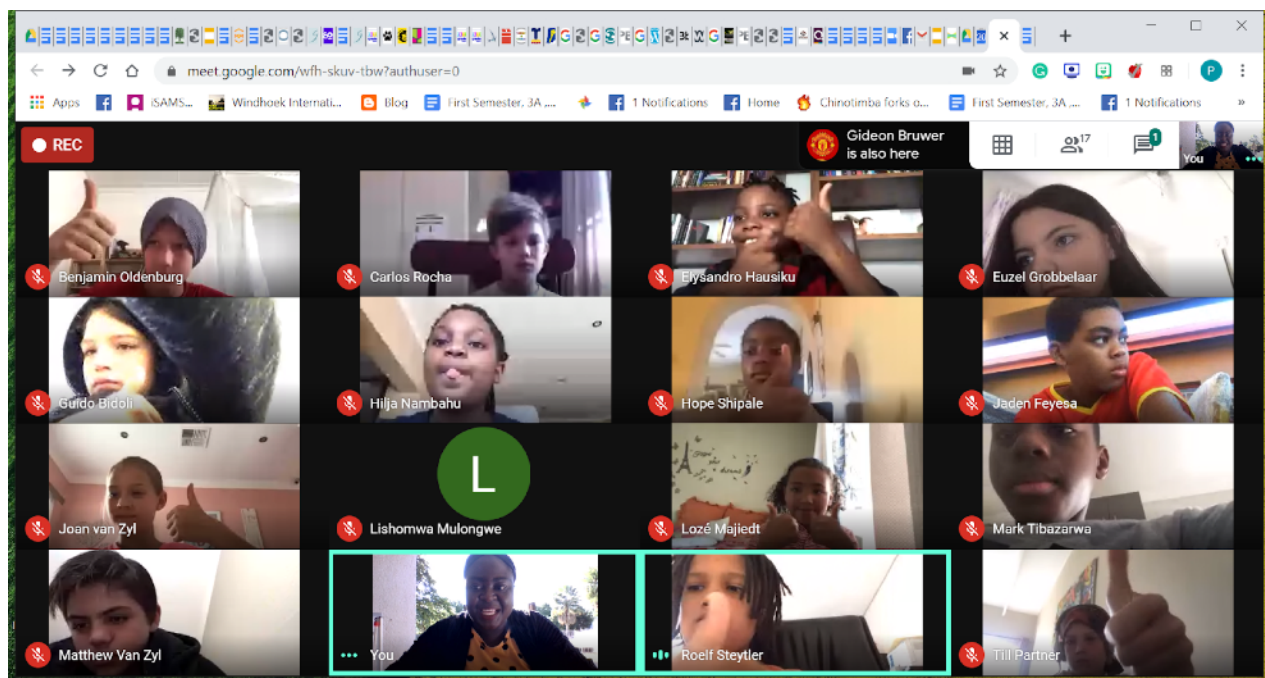 meet.google.com/wfh-skuv-tbw?authuser=0
Apps iSAMS... Windhoek Internati... Blog First Semester, 3A ,... 1 Notifications Home Chinotimba forks o... First Semester, 3A ,... 1 Notifications »
REC
Gideon Bruwer
is also here
17
1
You
Benjamin Oldenburg
Carlos Rocha
Elysandro Hausiku
Euzel Grobbelaar
Guido Bidoli
Hilja Nambahu
Hope Shipale
Jaden Feyesa
Joan van Zyl
L
Lishomwa Mulongwe
Lozé Majiedt
Mark Tibazarwa
Matthew Van Zyl
You
Roelf Steytler
Till Partner